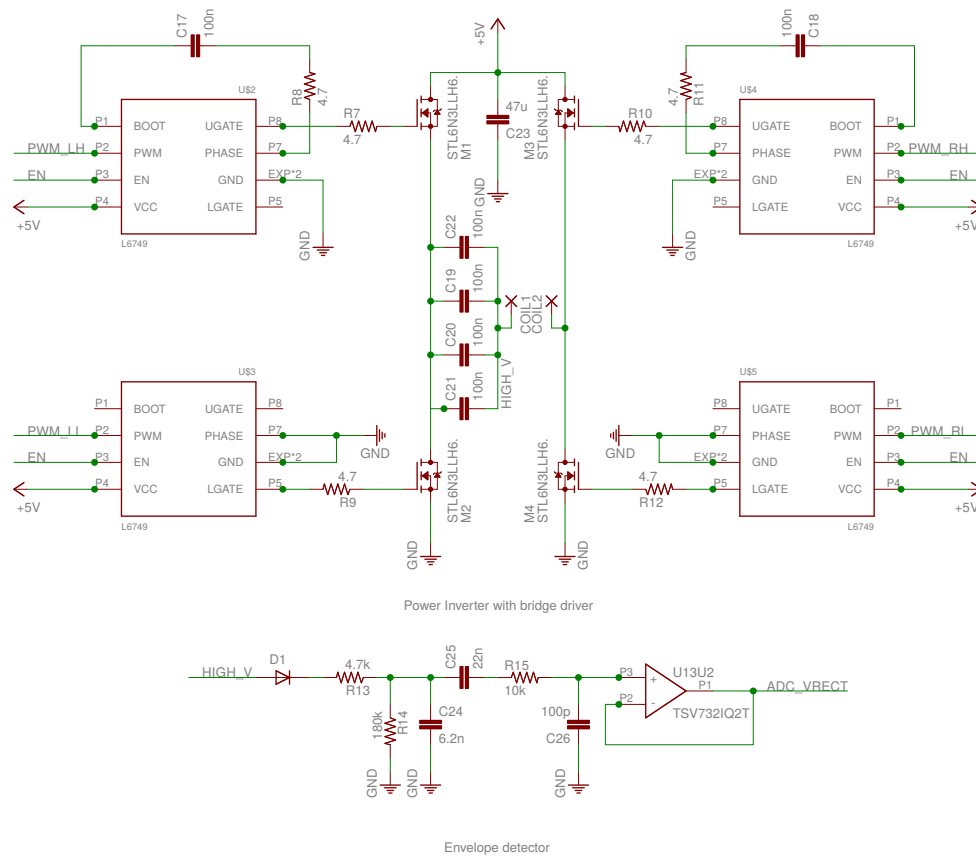 C17
100n
+5V
100n
C18
U$2
R8
4.7
47u
C23
R11
4.7
U$4
P1 BOOT UGATE P8
R7
4.7
STL6N3LLH6.
M1
M3
STL6N3LLH6.
R10
4.7
P8 UGATE BOOT P1
PWM_LH P2 PWM PHASE P7
P7 PHASE PWM P2 PWM_RH
EN P3 EN GND EXP*2
EXP*2 GND EN P3 EN
P4 VCC LGATE P5
P5 LGATE VCC P4
+5V
+5V
GND
GND
GND
L6749
L6749
C22
100n
C19
100n
COIL1
COIL2
C20
100n
HIGH_V
C21
100n
U$3
U$5
P1 BOOT UGATE P8
P8 UGATE BOOT P1
PWM_LL P2 PWM PHASE P7
GND
GND
P7 PHASE PWM P2 PWM_RL
EN P3 EN GND EXP*2
EXP*2 GND EN P3 EN
P4 VCC LGATE P5
4.7
R9
STL6N3LLH6.
M2
M4
STL6N3LLH6.
4.7
R12
P5 LGATE VCC P4
+5V
+5V
L6749
L6749
GND
GND
Power Inverter with bridge driver
HIGH_V
D1
4.7k
R13
C25
22n
R15
10k
P3
+
U13U2
P1
ADC_VRECT
P2
-
TSV732IQ2T
180k
R14
C24
6.2n
100p
C26
GND
GND
GND
Envelope detector